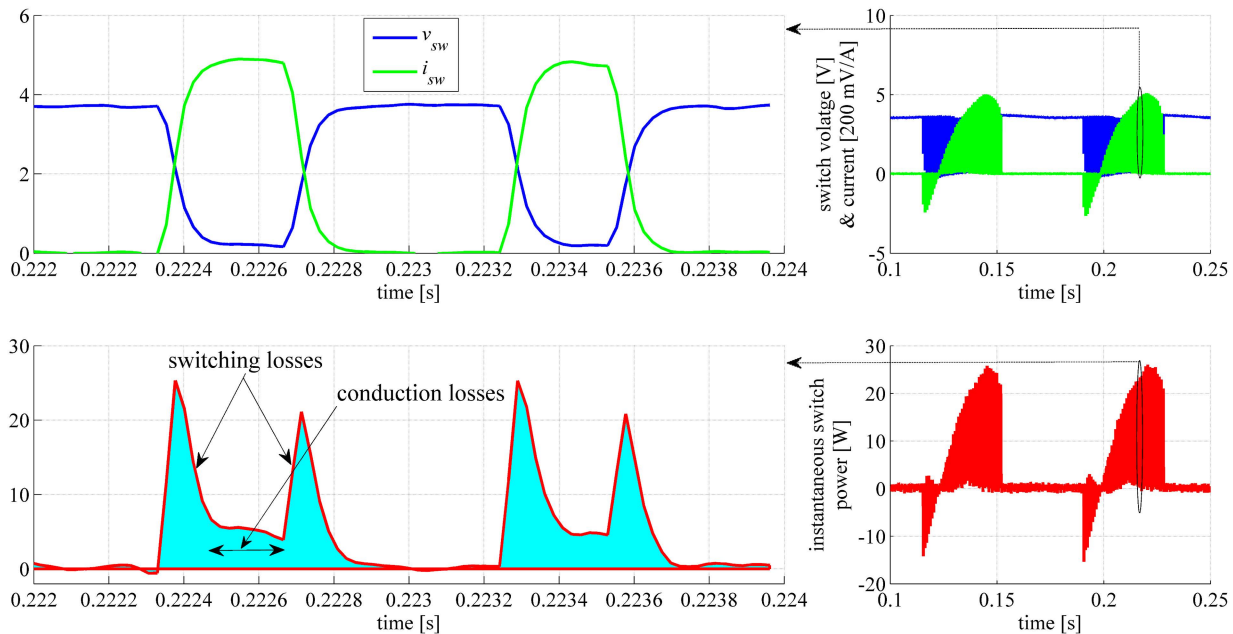 6
4
2
0
v_sw
i_sw
0.222 0.2222 0.2224 0.2226 0.2228 0.223 0.2232 0.2234 0.2236 0.2238 0.224
time [s]
10
5
0
-5
switch volatge [V]
& current [200 mV/A]
0.1 0.15 0.2 0.25
time [s]
30
20
10
0
switching losses
conduction losses
0.222 0.2222 0.2224 0.2226 0.2228 0.223 0.2232 0.2234 0.2236 0.2238 0.224
time [s]
30
20
10
0
-10
-20
instantaneous switch
power [W]
0.1 0.15 0.2 0.25
time [s]